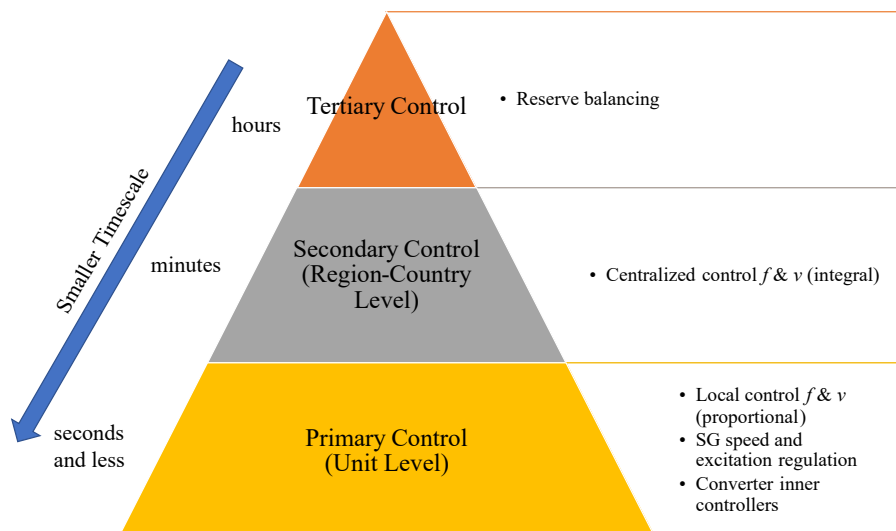 Tertiary Control
hours
• Reserve balancing
Smaller Timescale
Secondary Control
(Region-Country
Level)
minutes
• Centralized control f & v (integral)
Primary Control
(Unit Level)
seconds
and less
• Local control f & v
(proportional)
• SG speed and
excitation regulation
• Converter inner
controllers